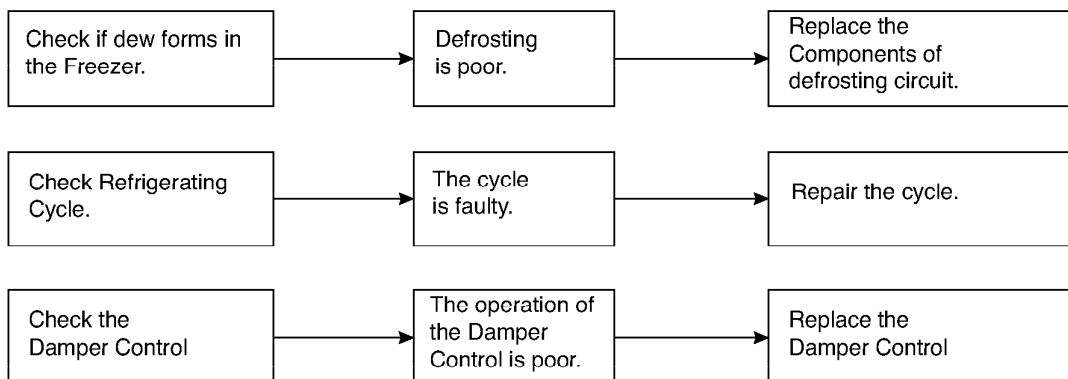 Check if dew forms in
the Freezer.
Defrosting
is poor.
Replace the
Components of
defrosting circuit.
Check Refrigerating
Cycle.
The cycle
is faulty.
Repair the cycle.
Check the
Damper Control
The operation of
the Damper
Control is poor.
Replace the
Damper Control